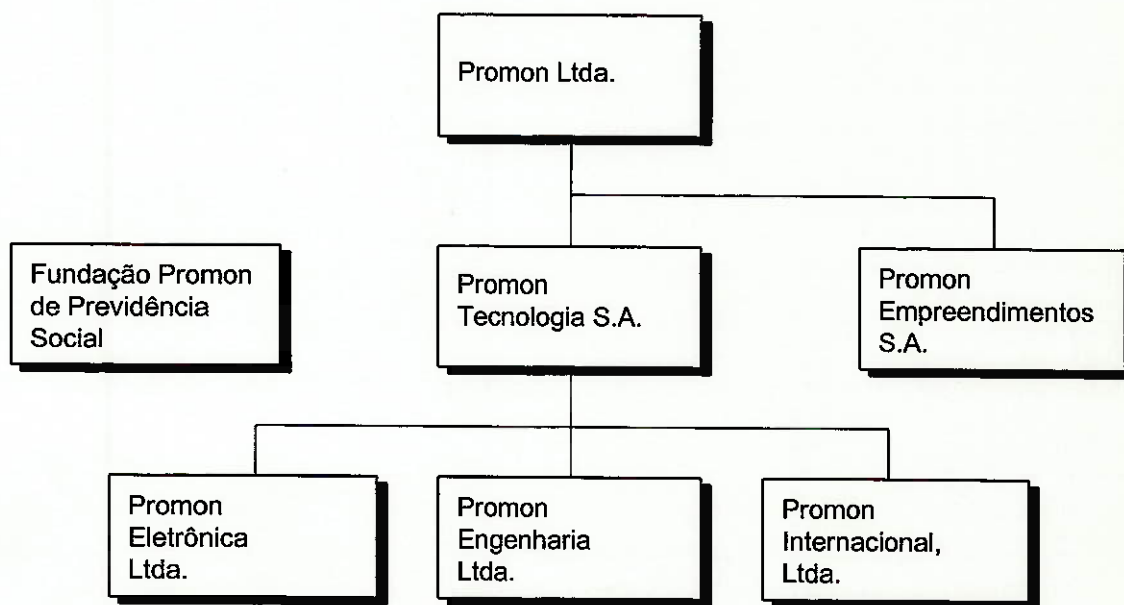 Promon Ltda.
Fundação Promon
de Previdência
Social
Promon
Tecnologia S.A.
Promon
Empreendimentos
S.A.
Promon
Eletrônica
Ltda.
Promon
Engenharia
Ltda.
Promon
Internacional,
Ltda.